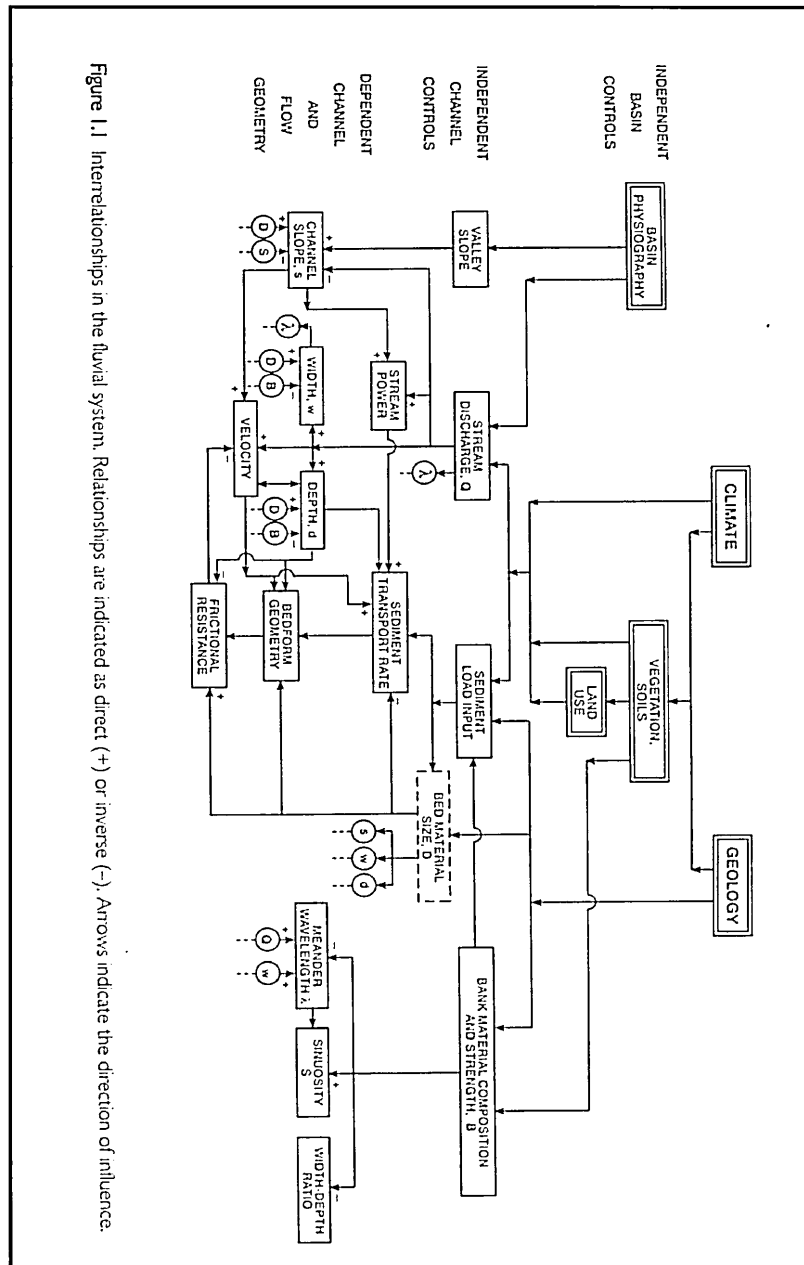 INDEPENDENT
BASIN
CONTROLS
BASIN
PHYSIOGRAPHY
CLIMATE
VEGETATION,
SOILS
LAND
USE
GEOLOGY
INDEPENDENT
CHANNEL
CONTROLS
VALLEY
SLOPE
STREAM
DISCHARGE, Q
λ
SEDIMENT
LOAD INPUT
BED MATERIAL
SIZE, D
s
w
d
BANK MATERIAL COMPOSITION
AND STRENGTH, B
DEPENDENT
CHANNEL
AND
FLOW
GEOMETRY
CHANNEL
SLOPE, s
+
-
+
-
D
S
STREAM
POWER
+
+
WIDTH, w
+
+
-
D
B
λ
DEPTH, d
+
+
-
D
B
VELOCITY
+
+
-
SEDIMENT
TRANSPORT RATE
+
+
-
BEDFORM
GEOMETRY
FRICTIONAL
RESISTANCE
-
+
MEANDER
WAVELENGTH λ
-
+
+
Q
w
SINUOSITY
S
+
WIDTH-DEPTH
RATIO
-
Figure 1.1 Interrelationships in the fluvial system. Relationships are indicated as direct (+) or inverse (−). Arrows indicate the direction of influence.